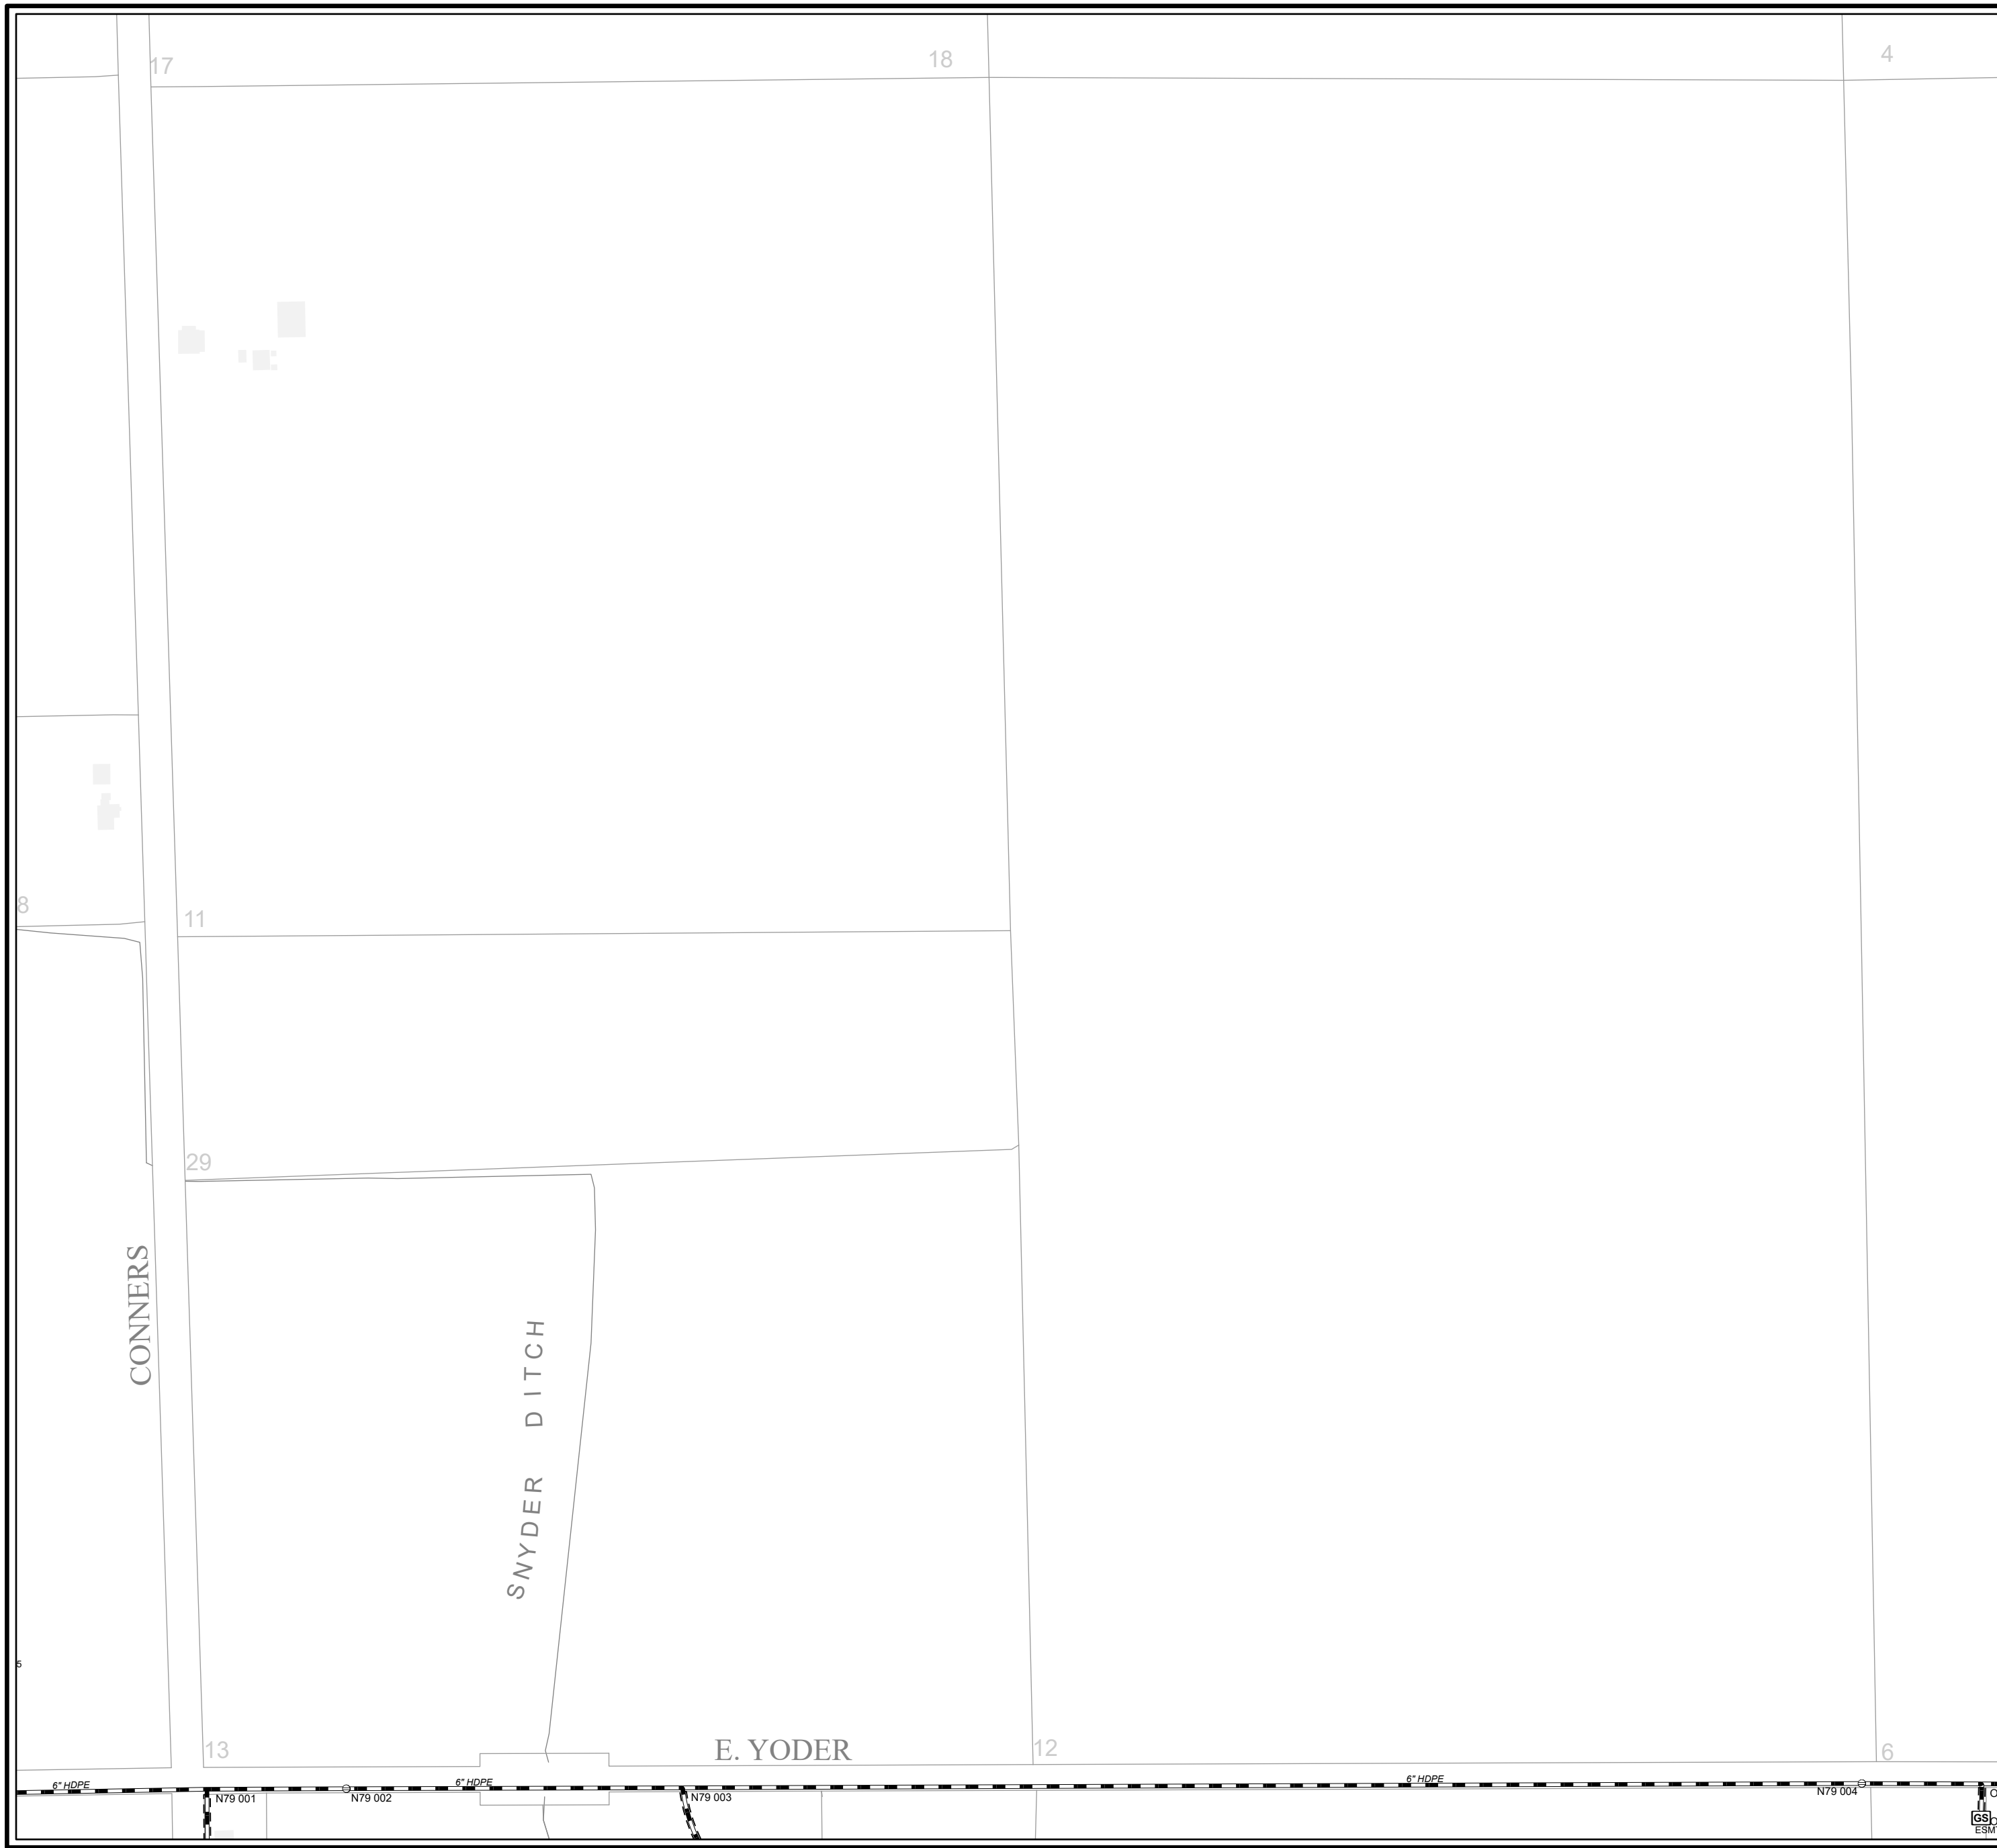 17
18
4
8
11
29
CONNERS
SNYDER DITCH
5
13
E. YODER
12
6
6" HDPE
6" HDPE
6" HDPE
N79 001
N79 002
N79 003
N79 004
GS